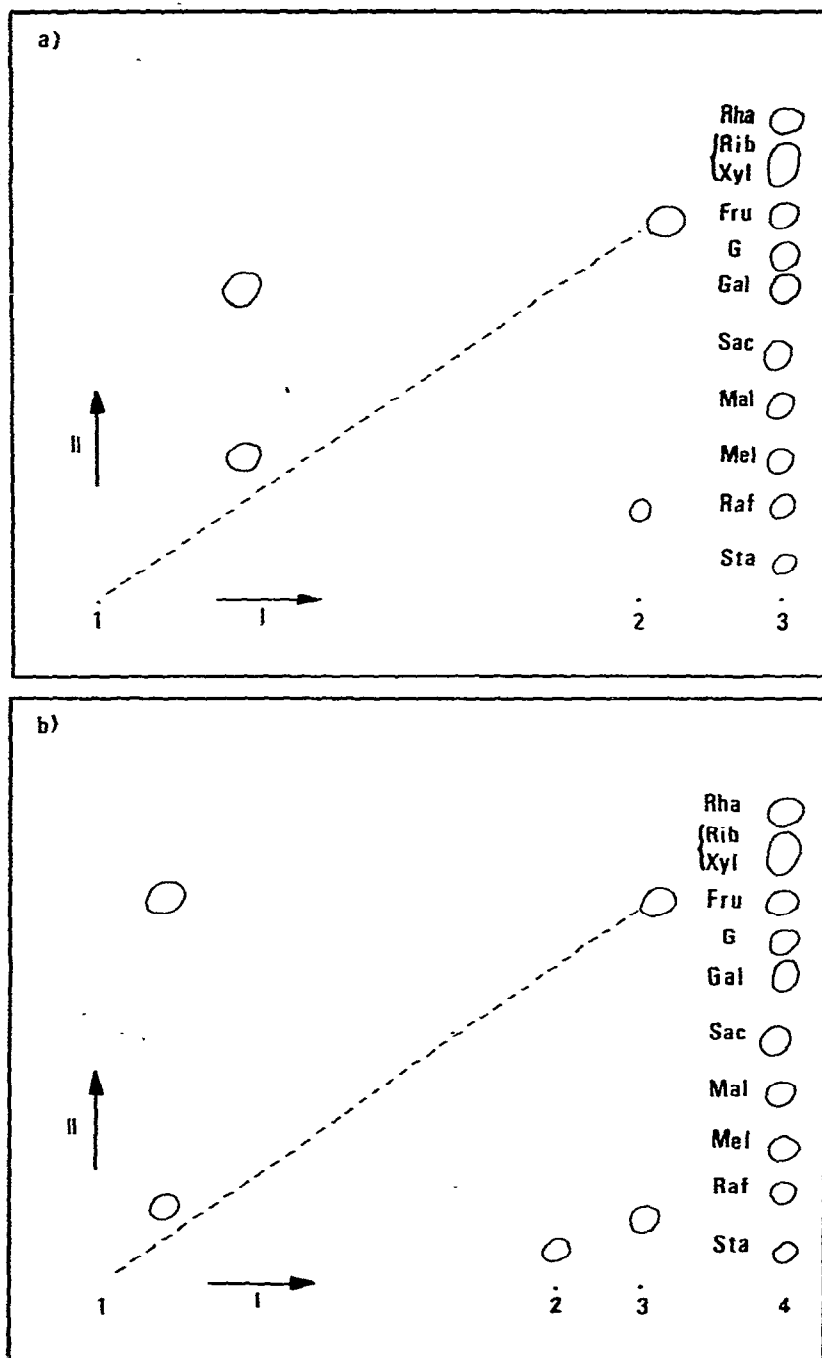 a)
Rha
Rib
Xyl
Fru
G
Gal
Sac
Mal
Mel
Raf
Sta
II
I
1
2
3
b)
Rha
Rib
Xyl
Fru
G
Gal
Sac
Mal
Mel
Raf
Sta
II
I
1
2
3
4